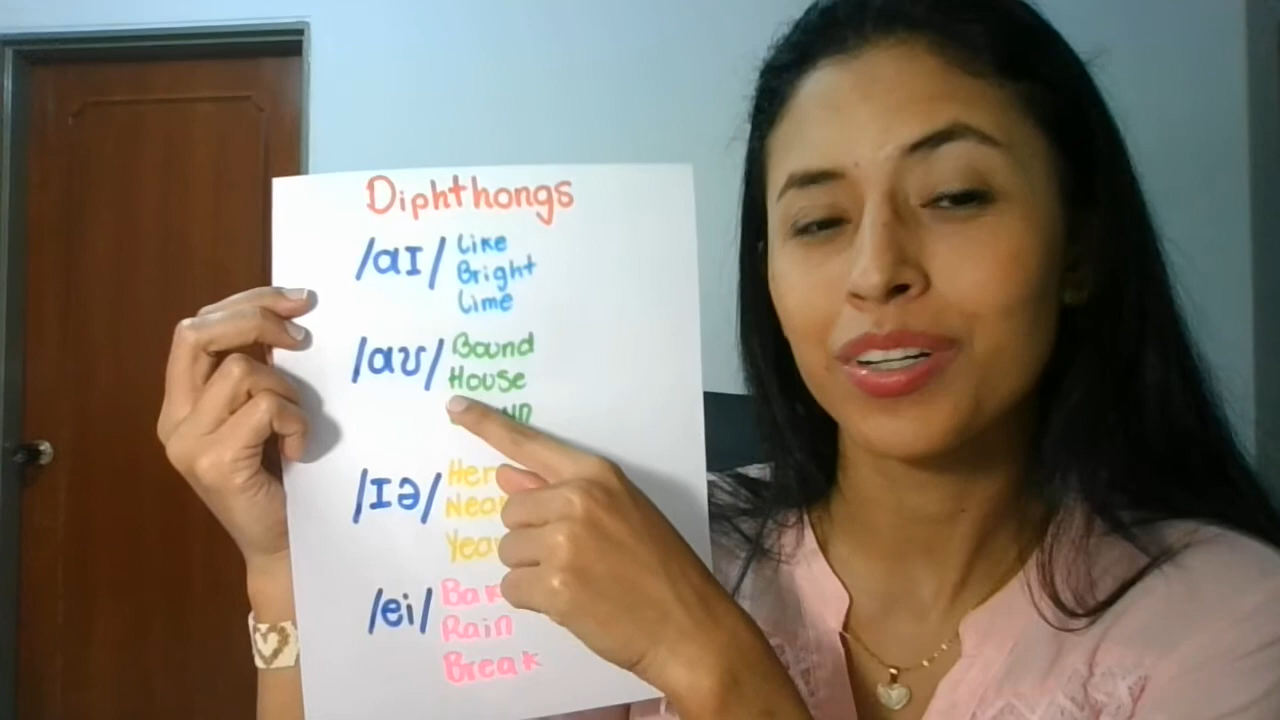 Diphthongs
/aɪ/ Like
Bright
Lime
/aʊ/ Bound
House
/ɪə/
/ei/
Rain
Break